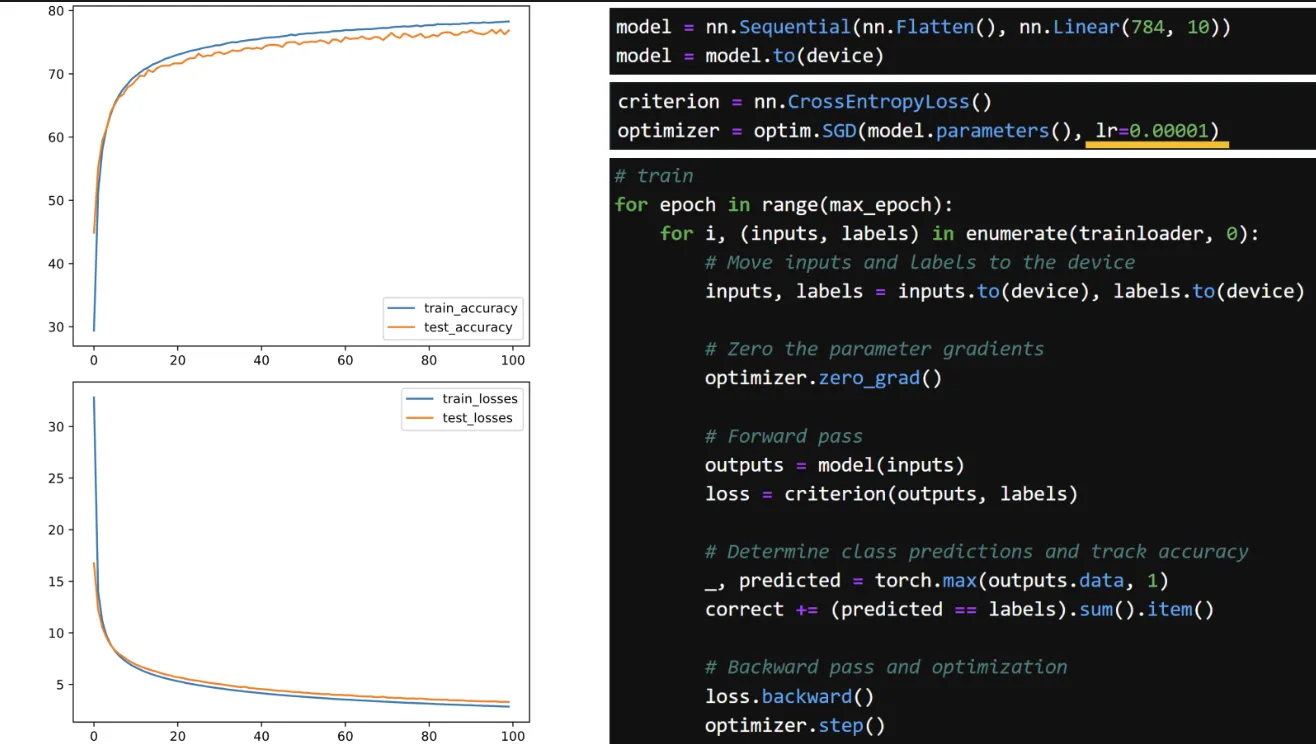 80
70
60
50
40
30
train_accuracy
test_accuracy
0 20 40 60 80 100
30
25
20
15
10
5
train_losses
test_losses
0 20 40 60 80 100
model = nn.Sequential(nn.Flatten(), nn.Linear(784, 10))
model = model.to(device)
criterion = nn.CrossEntropyLoss()
optimizer = optim.SGD(model.parameters(), lr=0.00001)
# train
for epoch in range(max_epoch):
    for i, (inputs, labels) in enumerate(trainloader, 0):
        # Move inputs and labels to the device
        inputs, labels = inputs.to(device), labels.to(device)
        # Zero the parameter gradients
        optimizer.zero_grad()
        # Forward pass
        outputs = model(inputs)
        loss = criterion(outputs, labels)
        # Determine class predictions and track accuracy
        _, predicted = torch.max(outputs.data, 1)
        correct += (predicted == labels).sum().item()
        # Backward pass and optimization
        loss.backward()
        optimizer.step()